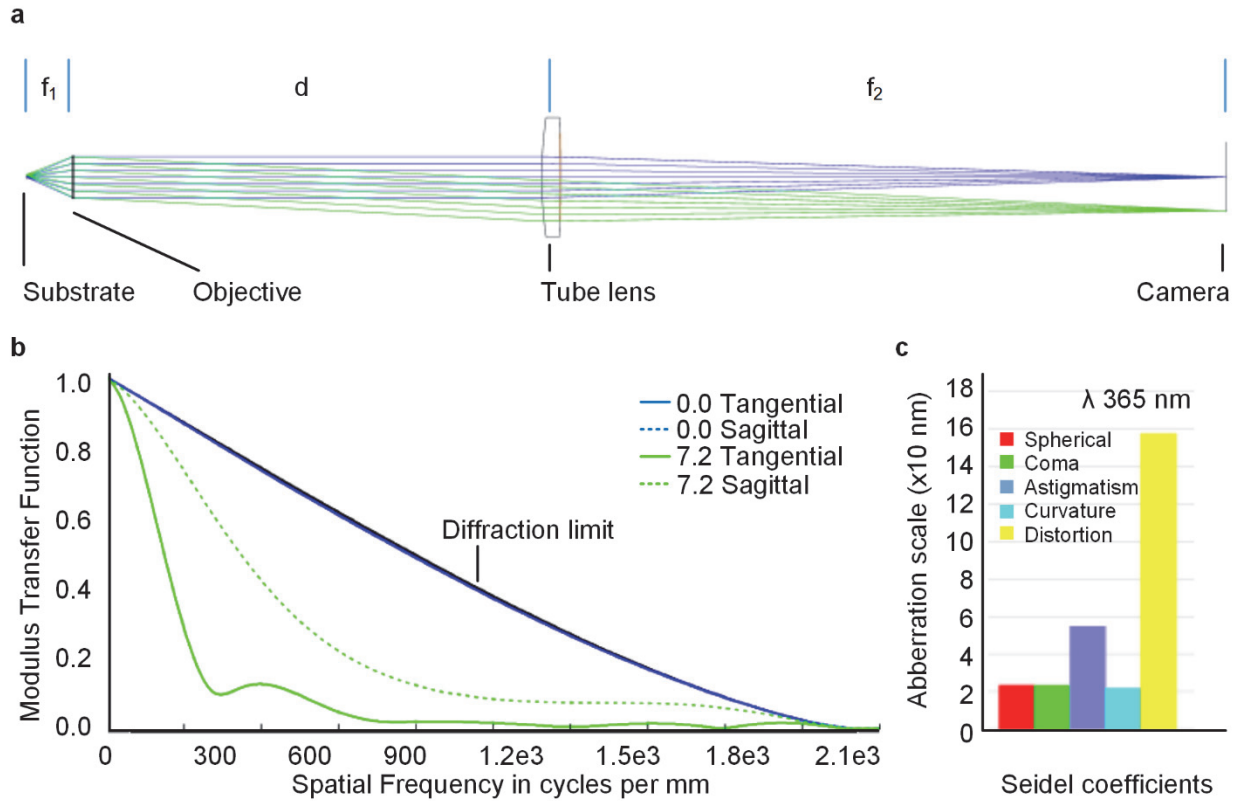 a
f₁ d f₂
Substrate Objective Tube lens Camera
b
Modulus Transfer Function
1.0
0.8
0.6
0.4
0.2
0.0
0.0 Tangential
0.0 Sagittal
7.2 Tangential
7.2 Sagittal
Diffraction limit
0 300 600 900 1.2e3 1.5e3 1.8e3 2.1e3
Spatial Frequency in cycles per mm
c
Abberration scale (x10 nm)
18
16
14
12
10
8
6
4
2
0
λ 365 nm
Spherical
Coma
Astigmatism
Curvature
Distortion
Seidel coefficients